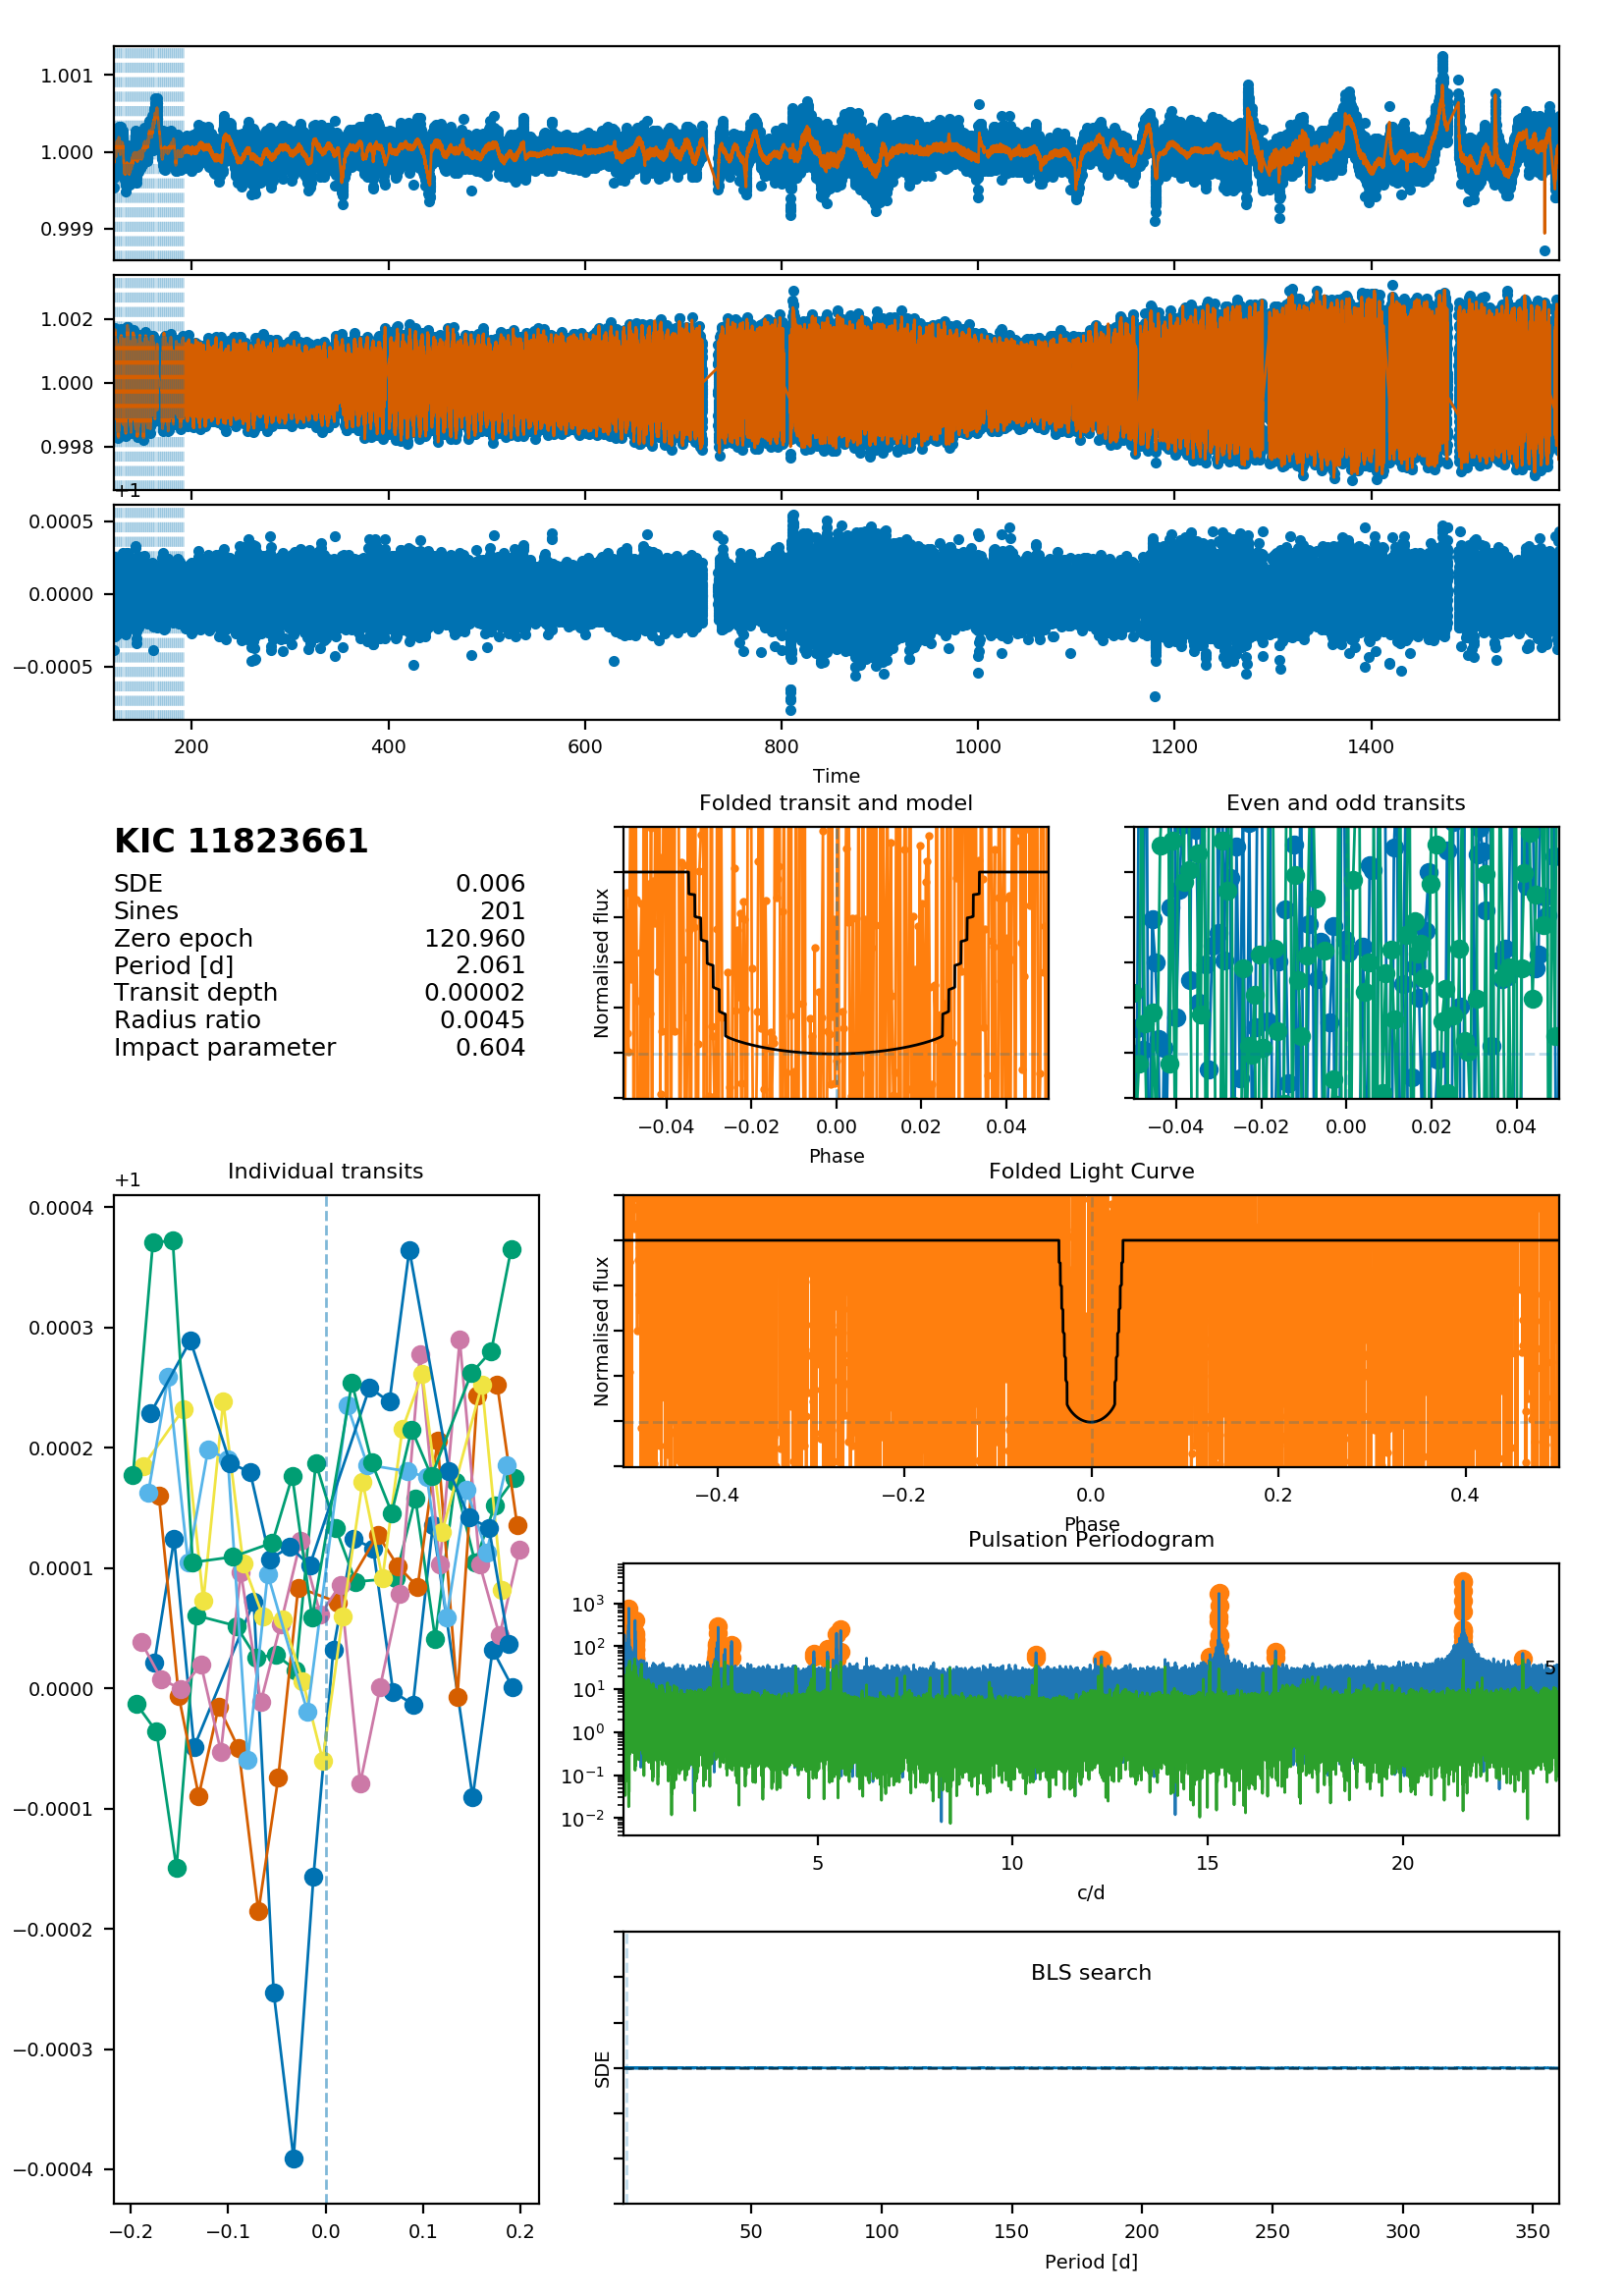 1.001
1.000
0.999
1.002
1.000
0.998
+1
0.0005
0.0000
−0.0005
200 400 600 800 1000 1200 1400
Time
KIC 11823661
SDE 0.006
Sines 201
Zero epoch 120.960
Period [d] 2.061
Transit depth 0.00002
Radius ratio 0.0045
Impact parameter 0.604
Folded transit and model
Normalised flux
−0.04 −0.02 0.00 0.02 0.04
Phase
Even and odd transits
−0.04 −0.02 0.00 0.02 0.04
Individual transits
+1
0.0004
0.0003
0.0002
0.0001
0.0000
−0.0001
−0.0002
−0.0003
−0.0004
−0.2 −0.1 0.0 0.1 0.2
Folded Light Curve
Normalised flux
−0.4 −0.2 0.0 0.2 0.4
Phase
Pulsation Periodogram
10³
10²
10¹
10⁰
10⁻¹
10⁻²
5
5 10 15 20
c/d
BLS search
SDE
50 100 150 200 250 300 350
Period [d]